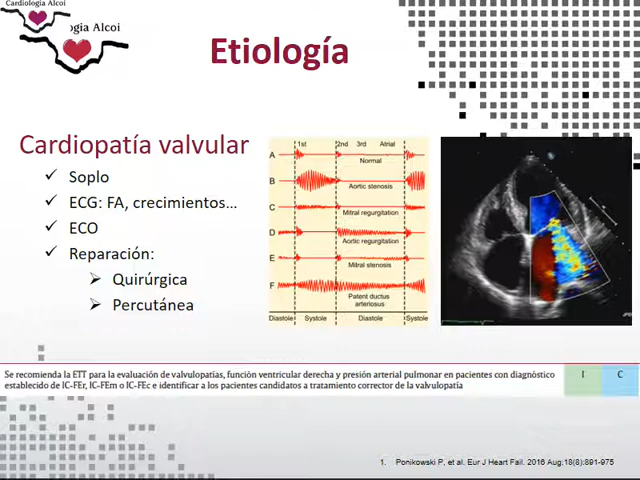 Cardiología Alcoi
ogía Alcoi
Etiología
Cardiopatía valvular
Soplo
ECG: FA, crecimientos...
ECO
Reparación:
Quirúrgica
Percutánea
1st 2nd 3rd Atrial
A
Normal
B
Aortic stenosis
C
Mitral regurgitation
D
Aortic regurgitation
E
Mitral stenosis
F
Patent ductus
arteriosus
Diastole Systole Diastole Systole
Se recomienda la ETT para la evaluación de valvulopatías, función ventricular derecha y presión arterial pulmonar en pacientes con diagnóstico
establecido de IC-FEr, IC-FEm o IC-FEc e identificar a los pacientes candidatos a tratamiento corrector de la valvulopatía
I C
1. Ponikowski P, et al. Eur J Heart Fail. 2016 Aug;18(8):891-975